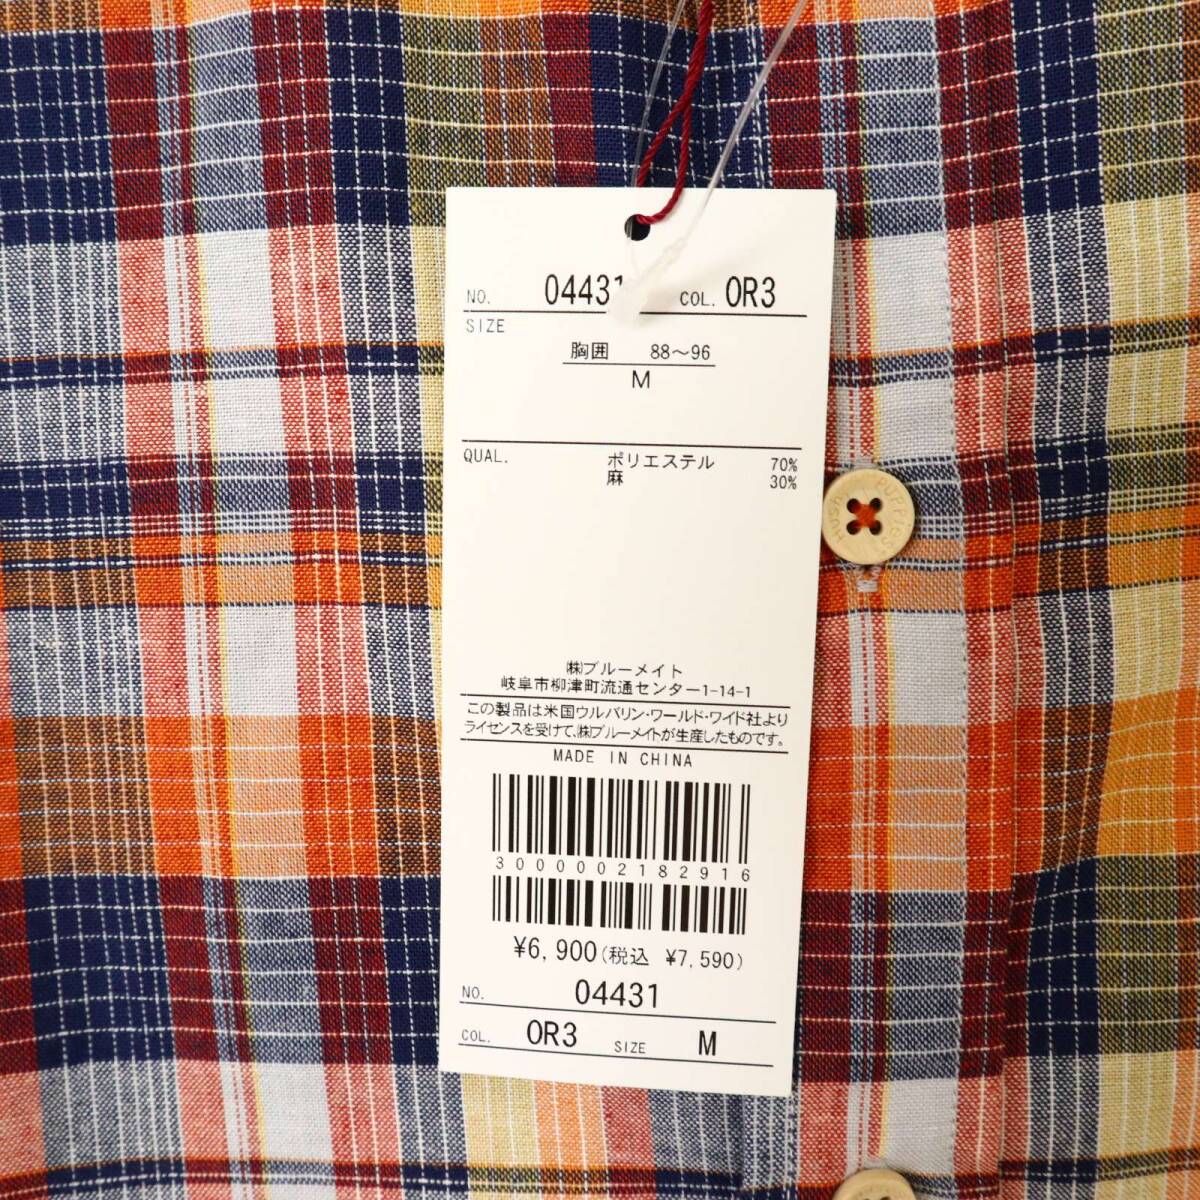 NO. 04431 COL. OR3
SIZE
胸囲 88～96
M
QUAL. ポリエステル 70%
麻 30%
HUSH PUPPIES
㈱ブルーメイト
岐阜市柳津町流通センター1-14-1
この製品は米国ウルバリン・ワールド・ワイド社より
ライセンスを受けて、㈱ブルーメイトが生産したものです。
MADE IN CHINA
3000002182916
¥6,900(税込 ¥7,590)
NO. 04431
COL. OR3 SIZE M